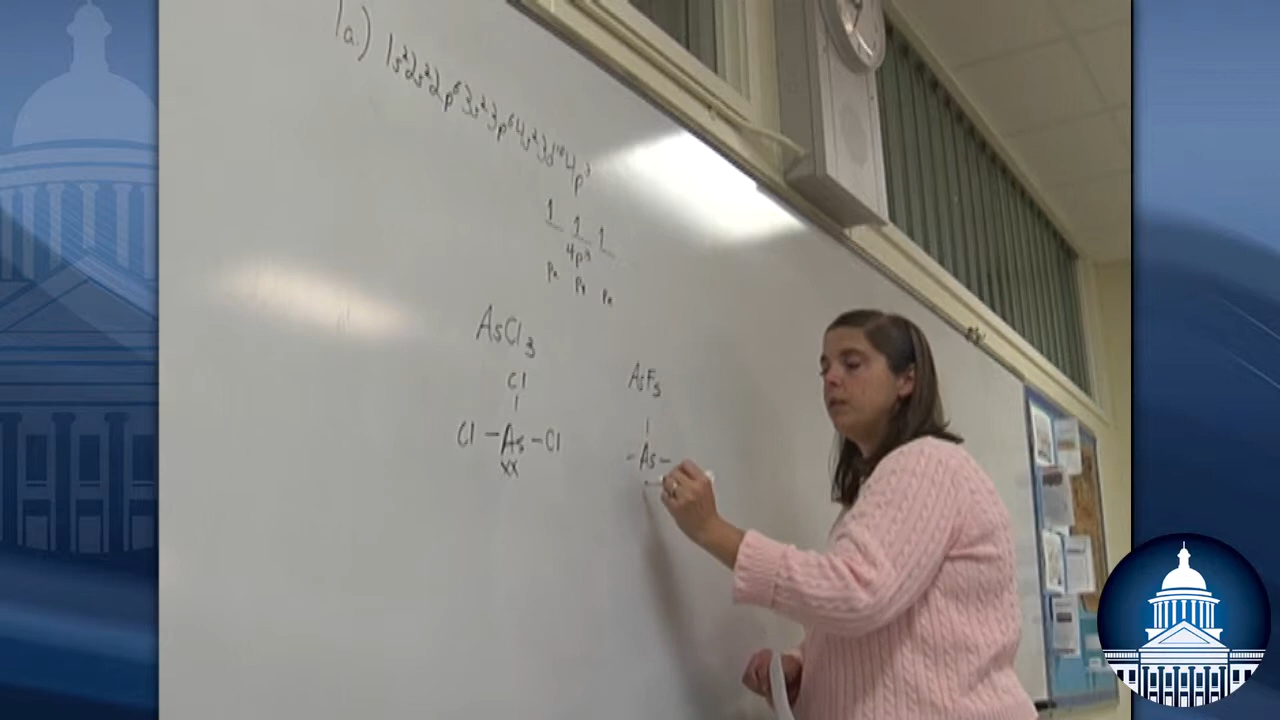 1a.) 1s²2s²2p⁶3s²3p⁶4s²3d¹⁰4p³
1 1 1
4p³
AsCl₃
Cl
Cl - As - Cl
xx
AsF₅
- As -